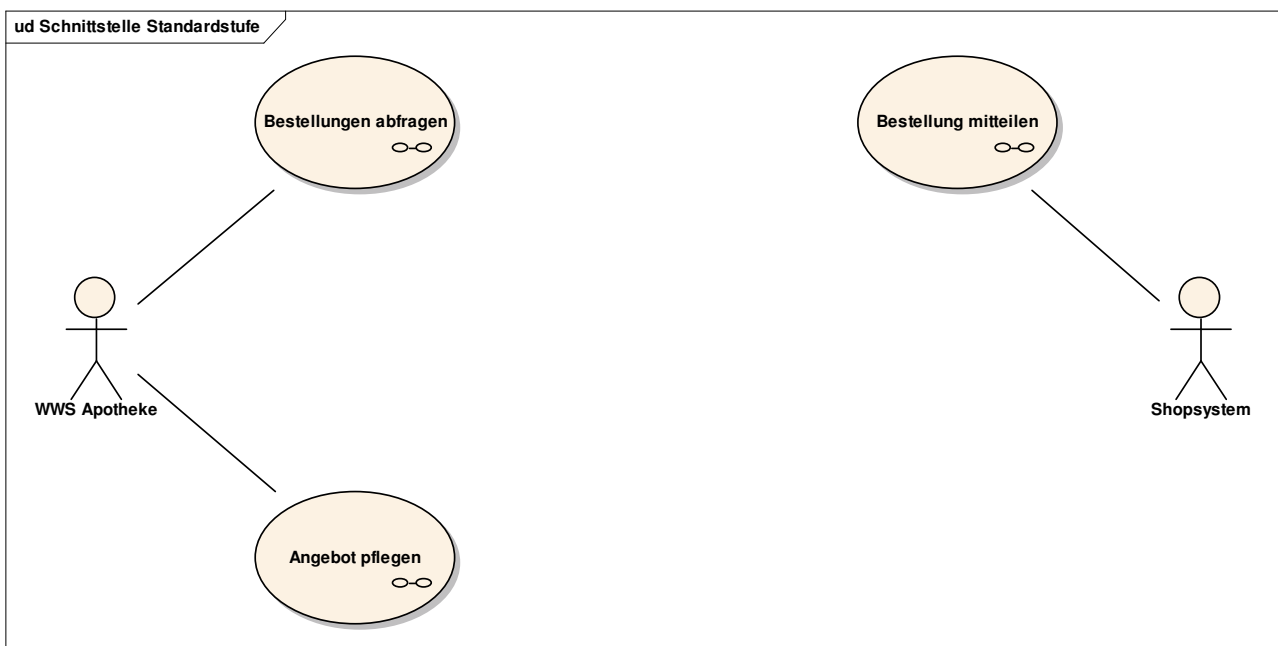 ud Schnittstelle Standardstufe
Bestellungen abfragen
Bestellung mitteilen
WWS Apotheke
Shopsystem
Angebot pflegen